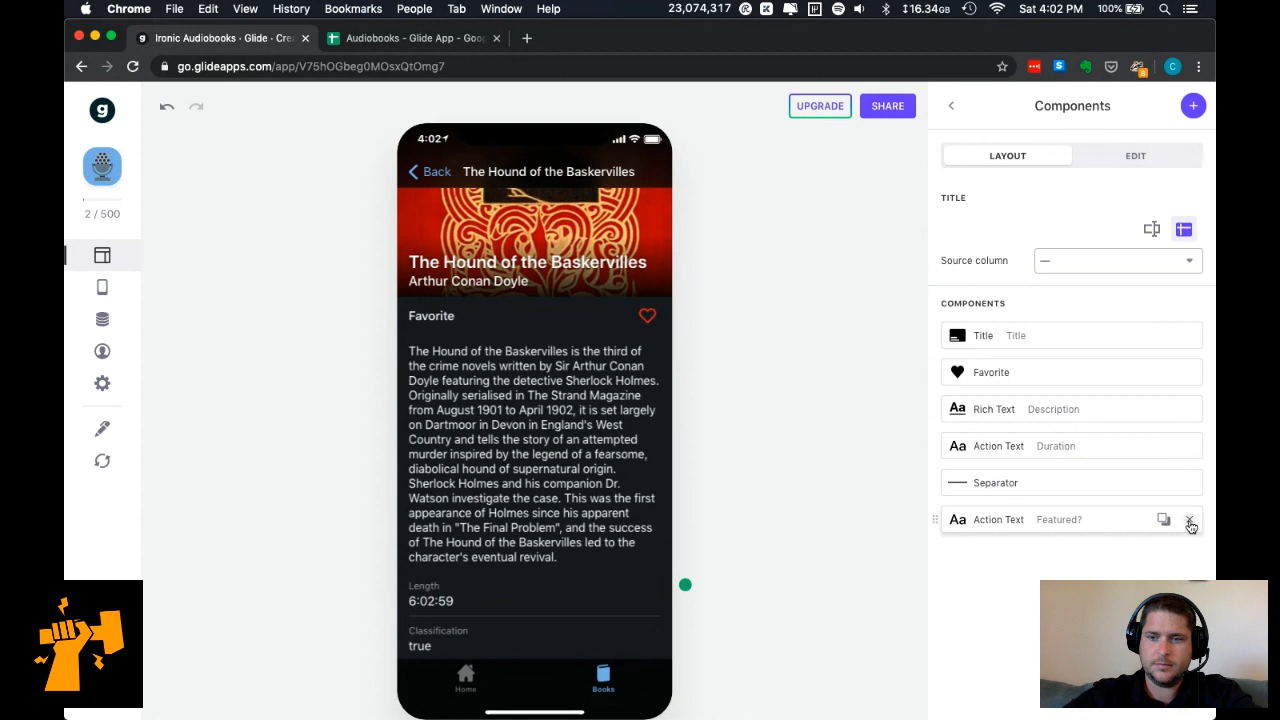 Chrome File Edit View History Bookmarks People Tab Window Help 23,074,317 16.34GB Sat 4:02 PM 100%
Ironic Audiobooks · Glide · Cre
Audiobooks - Glide App - Goo
go.glideapps.com/app/V75hOGbeg0MOsxQtOmg7
8
C
g
2 / 500
UPGRADE
SHARE
Components
LAYOUT
EDIT
TITLE
Source column
—
COMPONENTS
Title Title
Favorite
Aa Rich Text Description
Aa Action Text Duration
Separator
Aa Action Text Featured?
4:02
Back The Hound of the Baskervilles
The Hound of the Baskervilles
Arthur Conan Doyle
Favorite
The Hound of the Baskervilles is the third of
the crime novels written by Sir Arthur Conan
Doyle featuring the detective Sherlock Holmes.
Originally serialised in The Strand Magazine
from August 1901 to April 1902, it is set largely
on Dartmoor in Devon in England's West
Country and tells the story of an attempted
murder inspired by the legend of a fearsome,
diabolical hound of supernatural origin.
Sherlock Holmes and his companion Dr.
Watson investigate the case. This was the first
appearance of Holmes since his apparent
death in "The Final Problem", and the success
of The Hound of the Baskervilles led to the
character's eventual revival.
Length
6:02:59
Classification
true
Home
Books